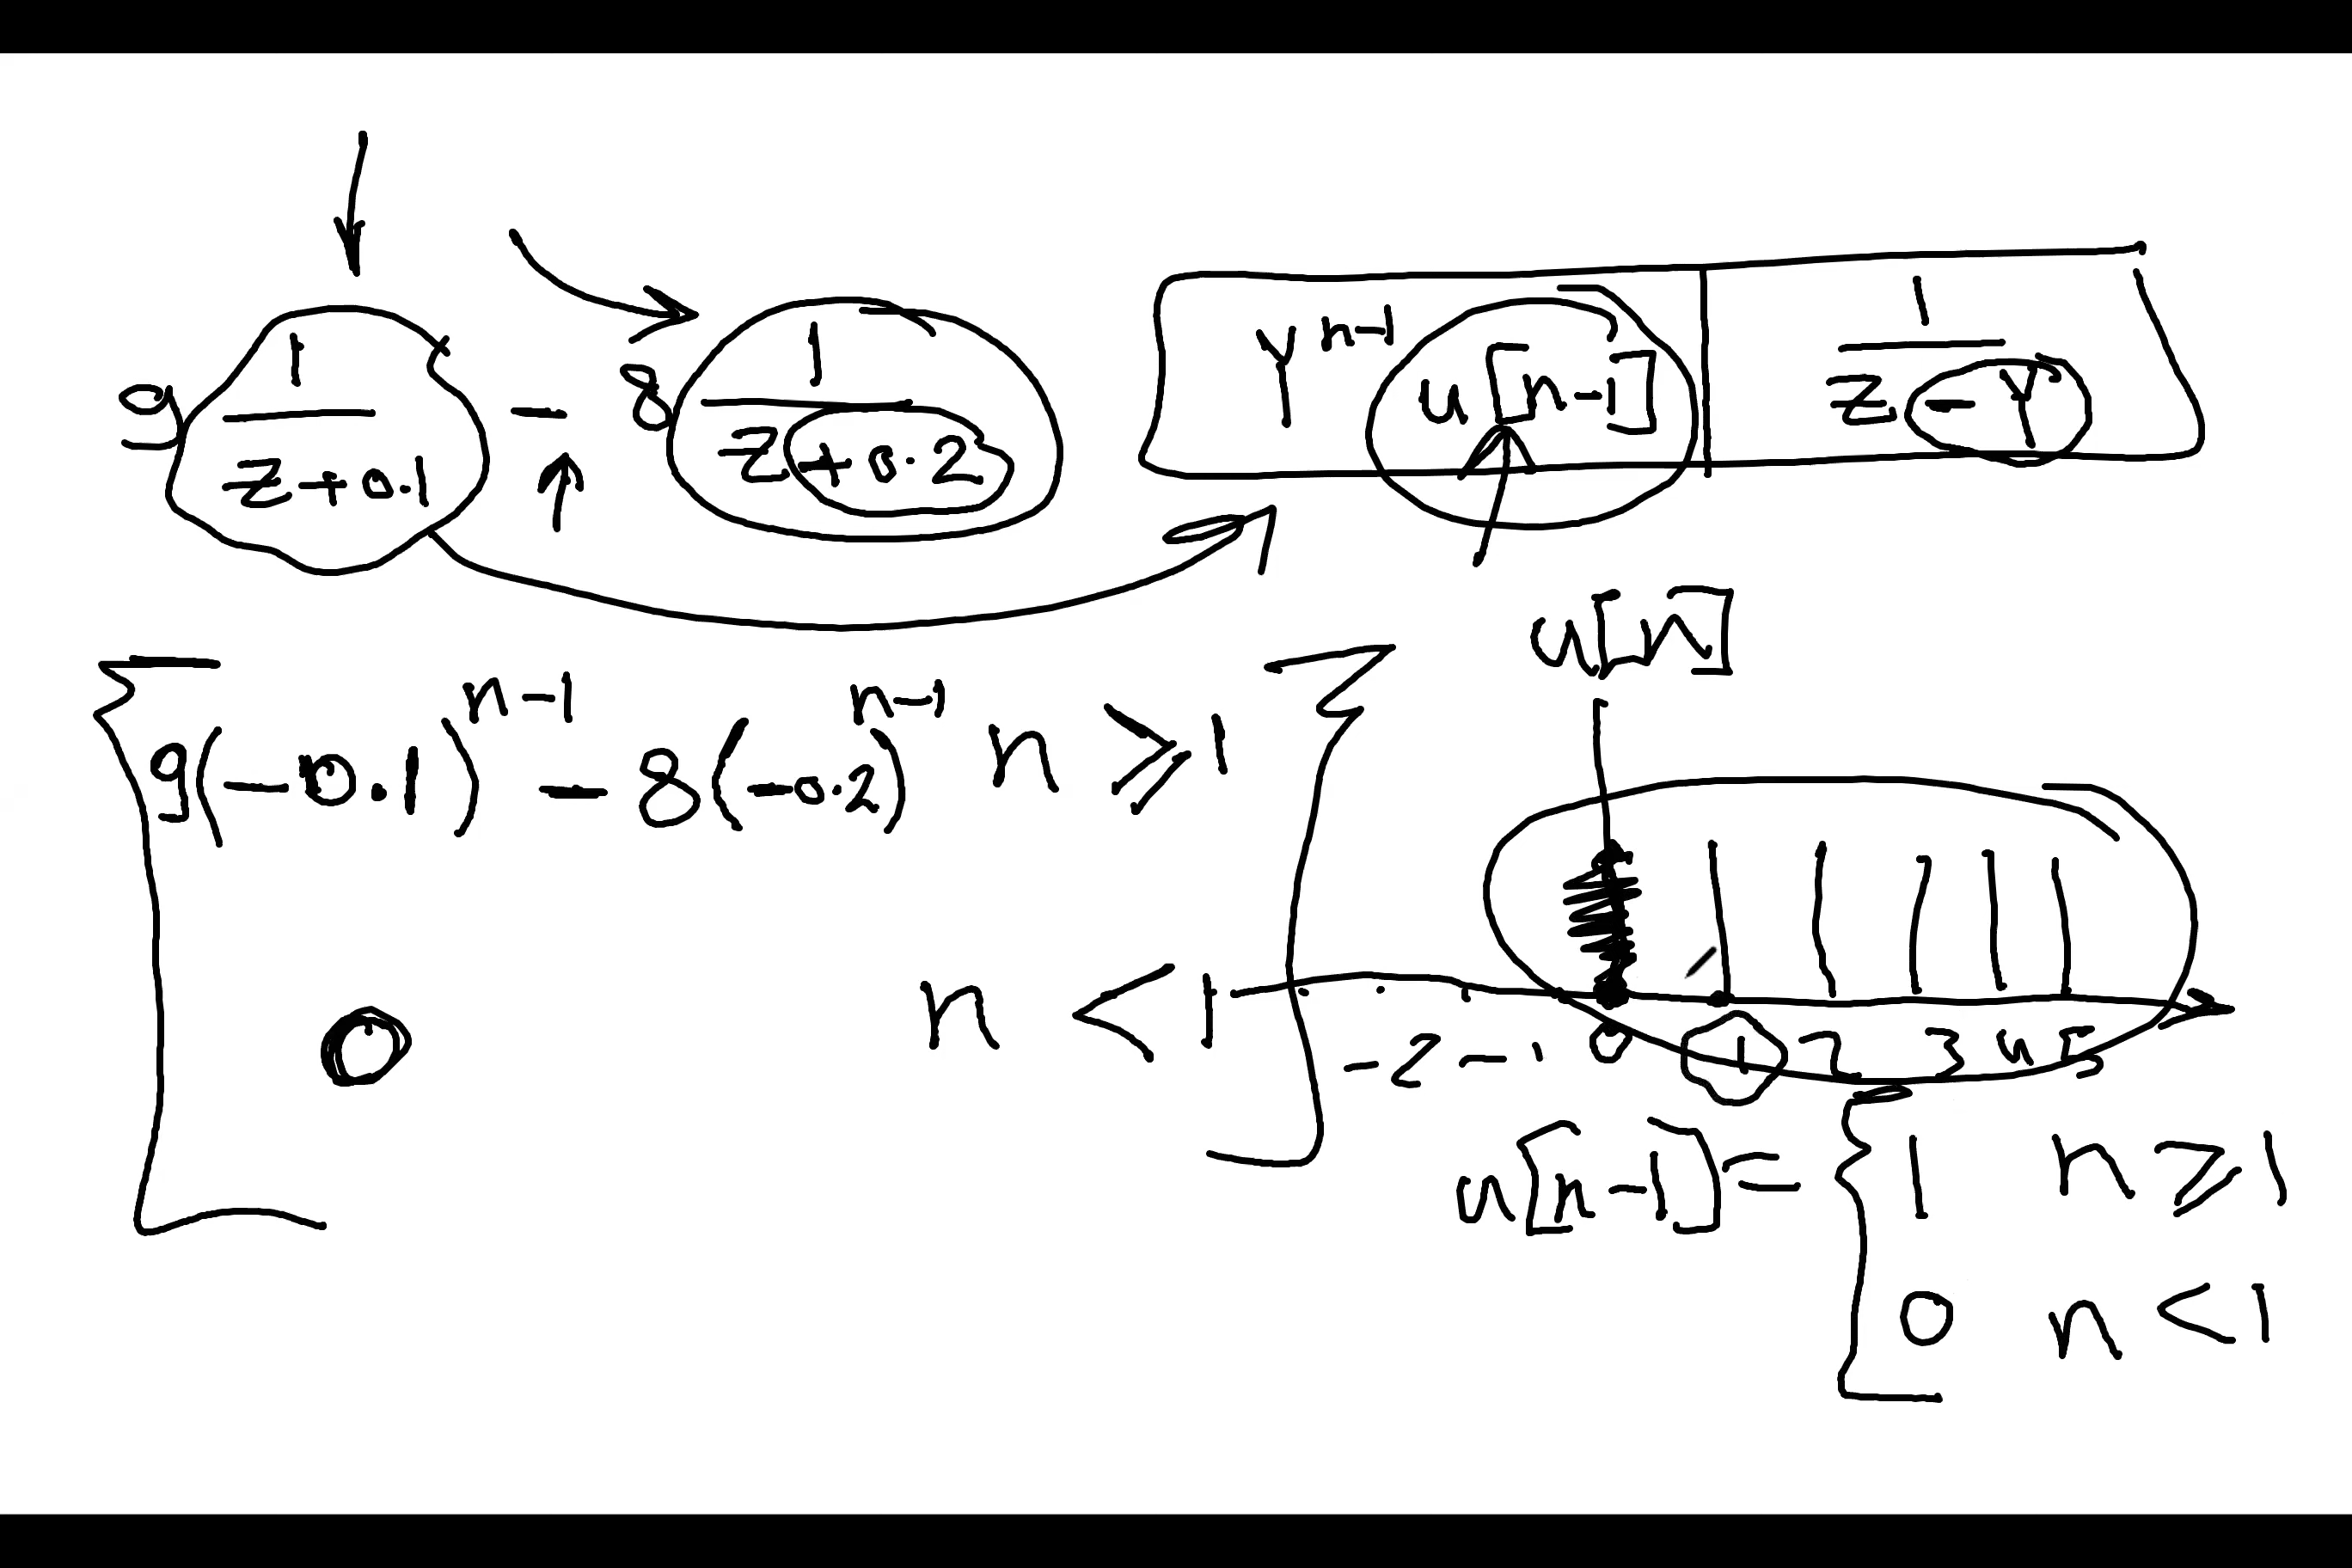 9 1/(z+0.1) - 8 1/(z+0.2)
γ^(n-1) u[n-1] 1/(z-γ)
u[n]
9(-0.1)^(n-1) - 8(-0.2)^(n-1) n ≥ 1
0 n < 1
-2 -1 0 1 2 3 4 5
u[n-1] = { 1 n ≥ 1
0 n < 1